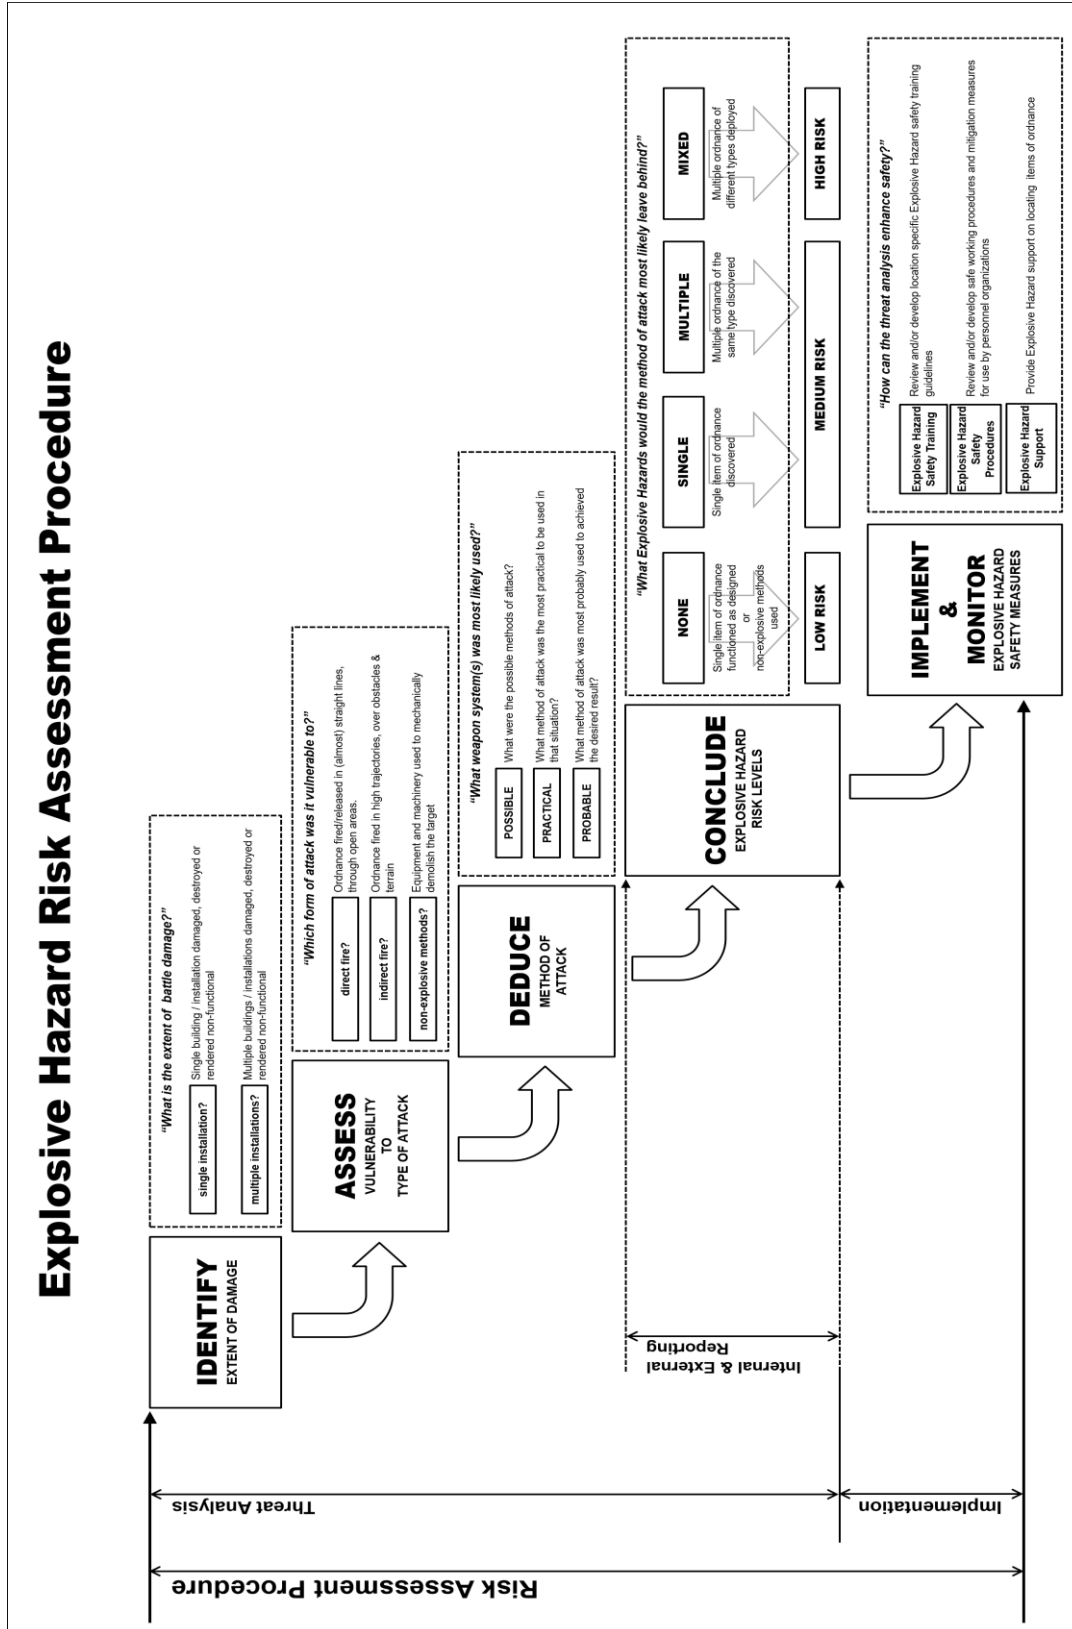 Explosive Hazard Risk Assessment Procedure
IDENTIFY
EXTENT OF DAMAGE
“What is the extent of battle damage?”
single installation?
Single building / installation damaged, destroyed or
rendered non-functional
multiple installations?
Multiple buildings / installations damaged, destroyed or
rendered non-functional
ASSESS
VULNERABILITY
TO
TYPE OF ATTACK
“Which form of attack was it vulnerable to?”
direct fire?
Ordnance fired/released in (almost) straight lines,
through open areas.
indirect fire?
Ordnance fired in high trajectories, over obstacles &
terrain
non-explosive methods?
Equipment and machinery used to mechanically
demolish the target
DEDUCE
METHOD OF
ATTACK
“What weapon system(s) was most likely used?”
POSSIBLE
What were the possible methods of attack?
PRACTICAL
What method of attack was the most practical to be used in
that situation?
PROBABLE
What method of attack was most probably used to achieved
the desired result?
CONCLUDE
EXPLOSIVE HAZARD
RISK LEVELS
“What Explosive Hazards would the method of attack most likely leave behind?”
NONE
Single item of ordnance
functioned as designed
or
non-explosive methods
used
SINGLE
Single item of ordnance
discovered
MULTIPLE
Multiple ordnance of the
same type discovered
MIXED
Multiple ordnance of
different types deployed
LOW RISK
MEDIUM RISK
HIGH RISK
IMPLEMENT
&
MONITOR
EXPLOSIVE HAZARD
SAFETY MEASURES
“How can the threat analysis enhance safety?”
Explosive Hazard
Safety Training
Review and/or develop location specific Explosive Hazard safety training
guidelines
Explosive Hazard
Safety
Procedures
Review and/or develop safe working procedures and mitigation measures
for use by personnel organizations
Explosive Hazard
Support
Provide Explosive Hazard support on locating items of ordnance
Internal & External
Reporting
Threat Analysis
Implementation
Risk Assessment Procedure